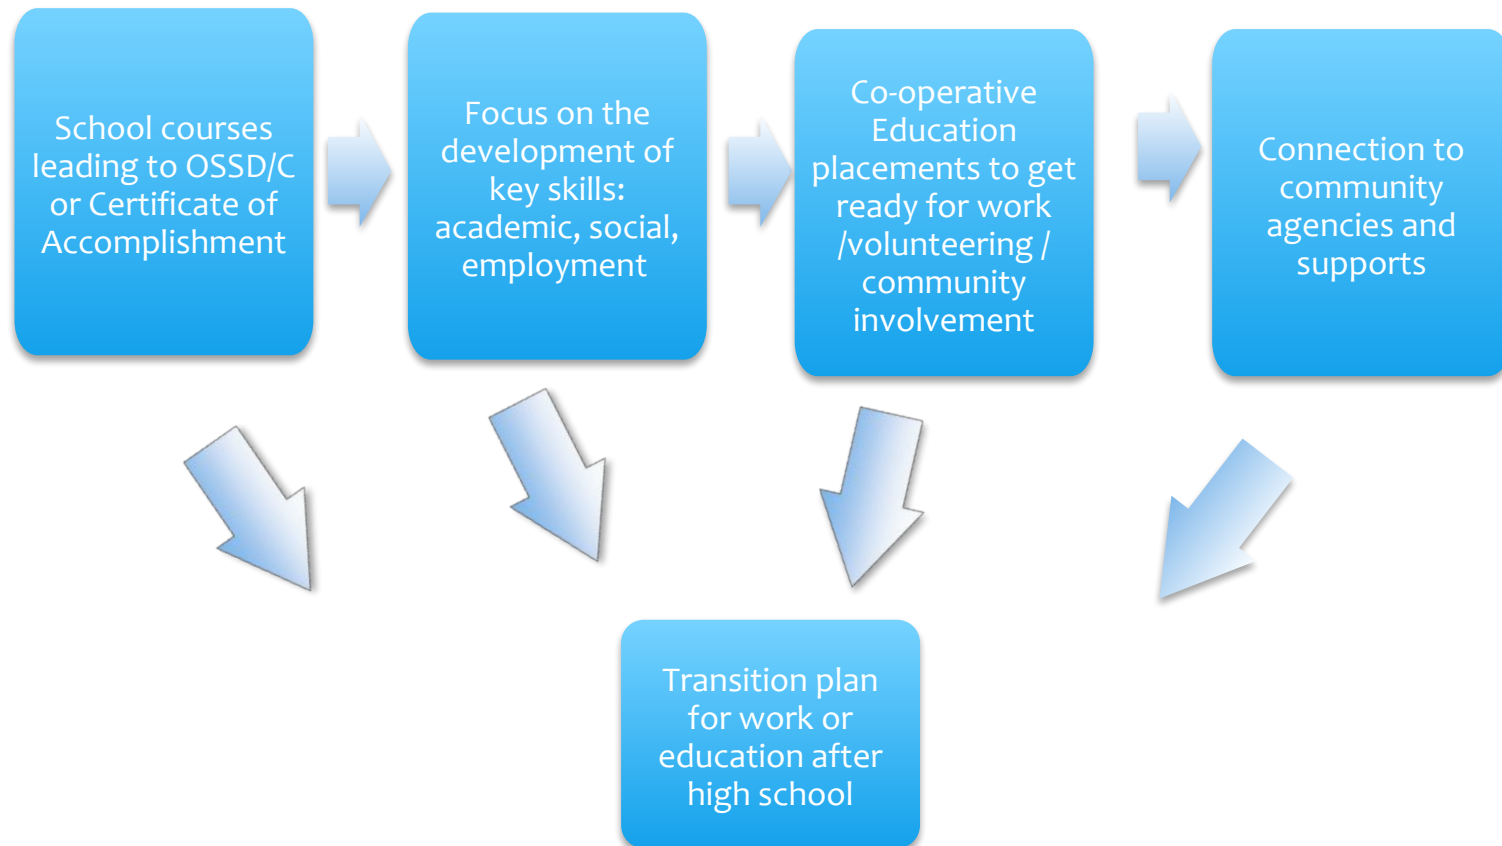 School courses
leading to OSSD/C
or Certificate of
Accomplishment
Focus on the
development of
key skills:
academic, social,
employment
Co-operative
Education
placements to get
ready for work
/volunteering /
community
involvement
Connection to
community
agencies and
supports
Transition plan
for work or
education after
high school